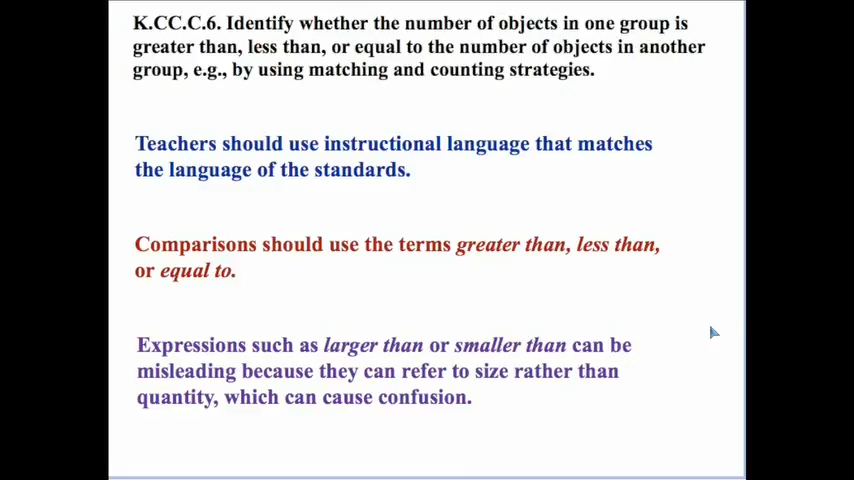 K.CC.C.6. Identify whether the number of objects in one group is
greater than, less than, or equal to the number of objects in another
group, e.g., by using matching and counting strategies.
Teachers should use instructional language that matches
the language of the standards.
Comparisons should use the terms greater than, less than,
or equal to.
Expressions such as larger than or smaller than can be
misleading because they can refer to size rather than
quantity, which can cause confusion.